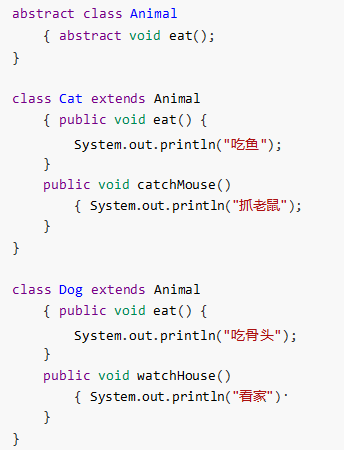 abstract class Animal
{ abstract void eat();
}
class Cat extends Animal
{ public void eat() {
System.out.println("吃鱼");
}
public void catchMouse()
{ System.out.println("抓老鼠");
}
}
class Dog extends Animal
{ public void eat() {
System.out.println("吃骨头");
}
public void watchHouse()
{ System.out.println("看家")·
}
}